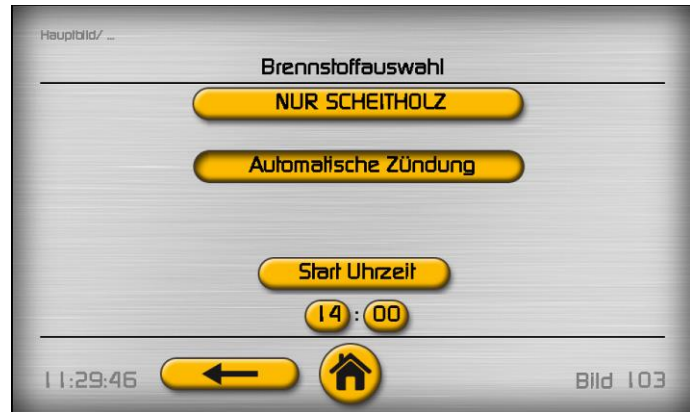 Hauptbild/ ...
Brennstoffauswahl
NUR SCHEITHOLZ
Automatische Zündung
Start Uhrzeit
14:00
11:29:46
Bild 103